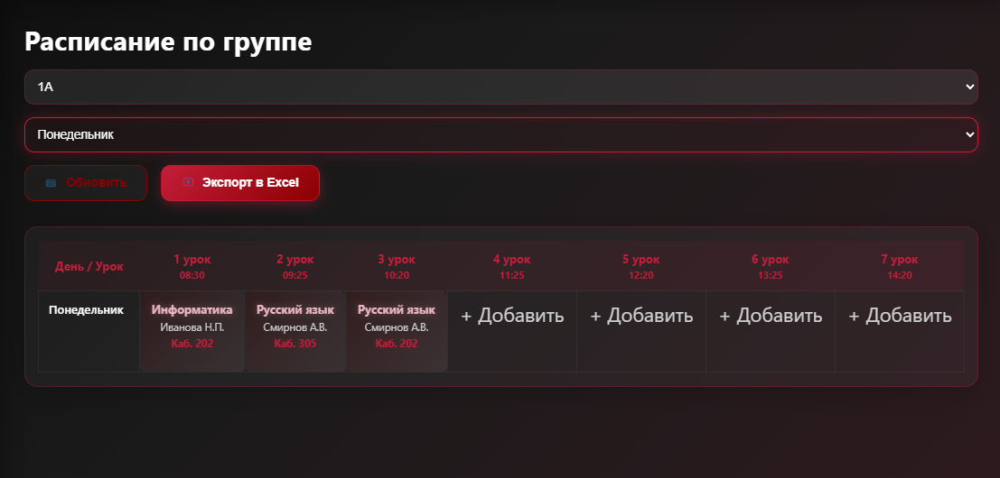 Расписание по группе
1А
Понедельник
Обновить
Экспорт в Excel
День / Урок
1 урок
08:30
2 урок
09:25
3 урок
10:20
4 урок
11:25
5 урок
12:20
6 урок
13:25
7 урок
14:20
Понедельник
Информатика
Иванова Н.П.
Каб. 202
Русский язык
Смирнов А.В.
Каб. 305
Русский язык
Смирнов А.В.
Каб. 202
+ Добавить
+ Добавить
+ Добавить
+ Добавить